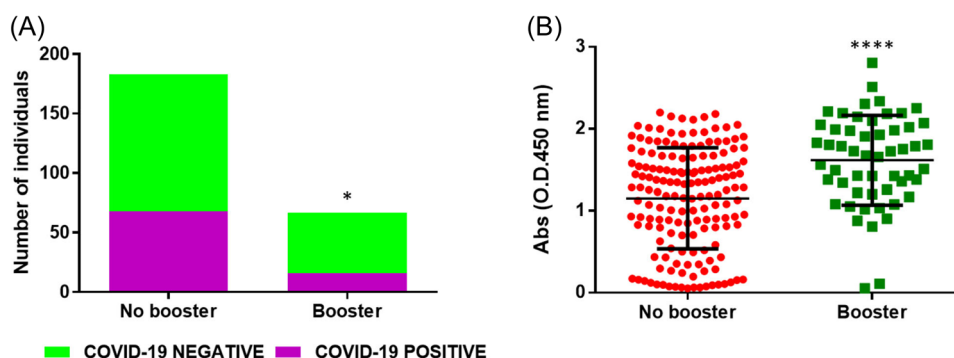 (A)
Number of individuals
200
150
100
50
0
*
No booster
Booster
COVID-19 NEGATIVE
COVID-19 POSITIVE
(B)
Abs (O.D.450 nm)
3
2
1
0
****
No booster
Booster